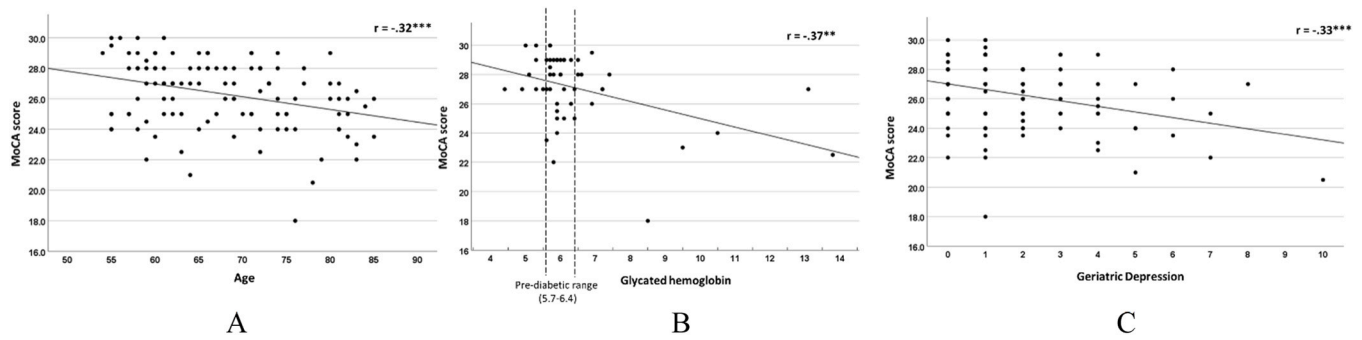 r = -.32***
30.0
28.0
26.0
24.0
22.0
20.0
18.0
16.0
MoCA score
50 55 60 65 70 75 80 85 90
Age
A
r = -.37**
30
28
26
24
22
20
18
16
MoCA score
4 5 6 7 8 9 10 11 12 13 14
Pre-diabetic range
(5.7-6.4)
Glycated hemoglobin
B
r = -.33***
30.0
28.0
26.0
24.0
22.0
20.0
18.0
16.0
MoCA score
0 1 2 3 4 5 6 7 8 9 10
Geriatric Depression
C